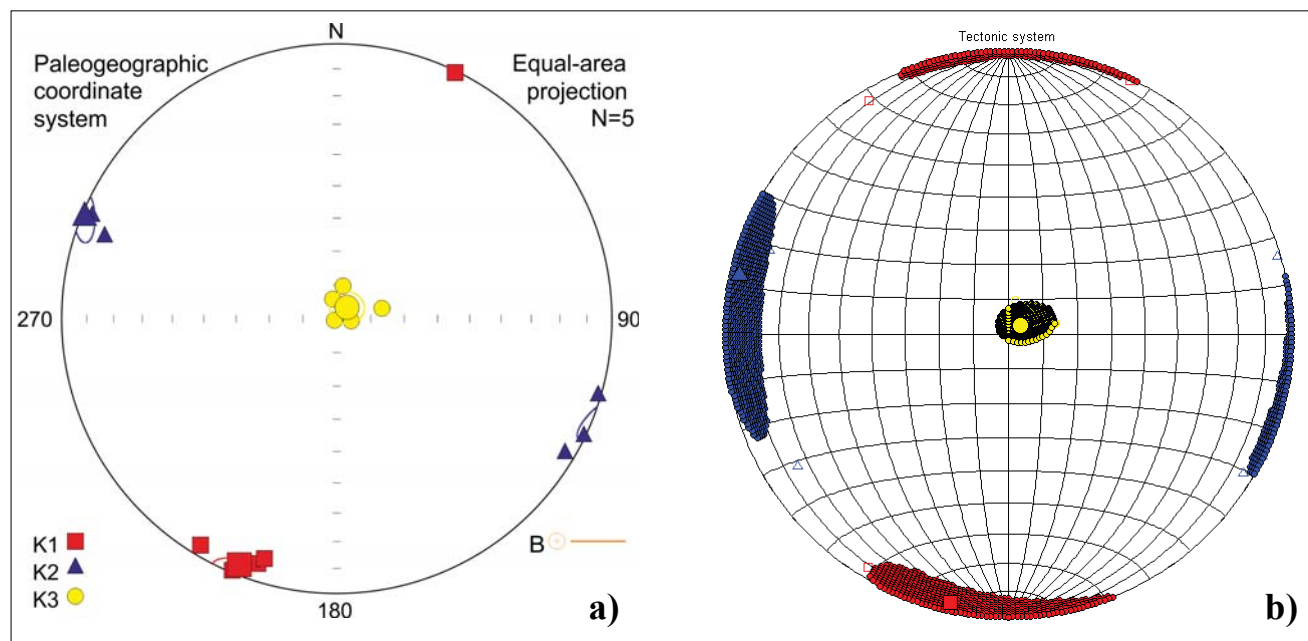 N
Paleogeographic
coordinate
system
Equal-area
projection
N=5
270
90
K1
K2
K3
B
180
a)
Tectonic system
b)